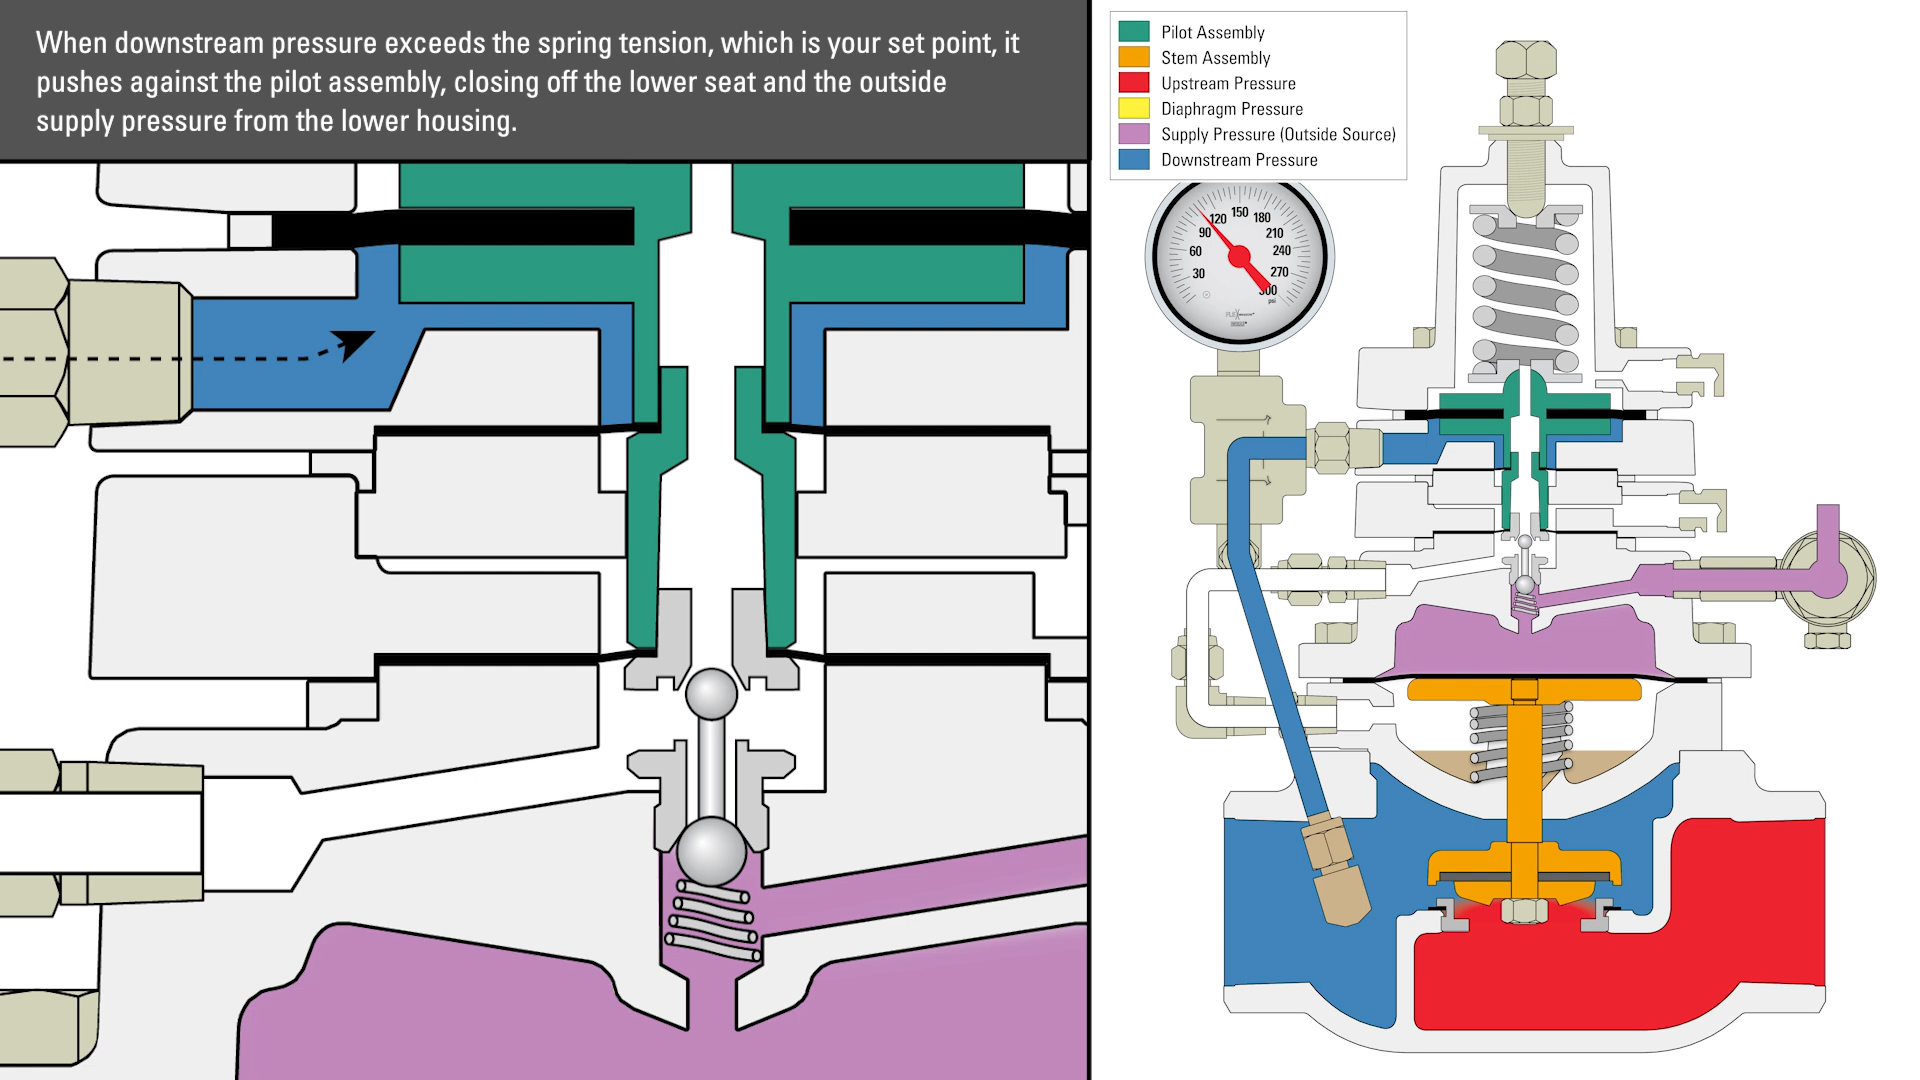 When downstream pressure exceeds the spring tension, which is your set point, it
pushes against the pilot assembly, closing off the lower seat and the outside
supply pressure from the lower housing.
Pilot Assembly
Stem Assembly
Upstream Pressure
Diaphragm Pressure
Supply Pressure (Outside Source)
Downstream Pressure
30
60
90
120
150
180
210
240
270
300
psi